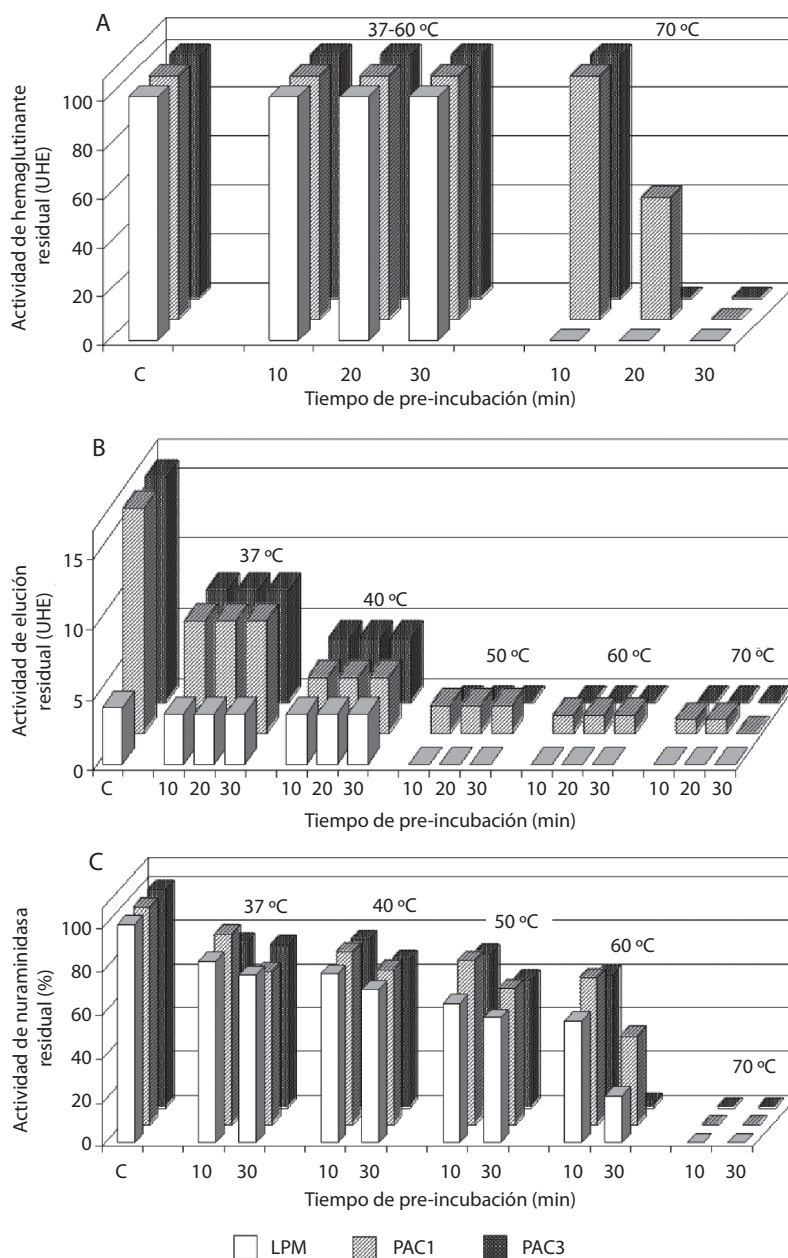 A
37-60 ºC
70 ºC
100
80
60
40
20
0
Actividad de hemaglutinante
residual (UHE)
C
10
20
30
10
20
30
Tiempo de pre-incubación (min)
B
37 ºC
40 ºC
50 ºC
60 ºC
70 ºC
15
10
5
0
Actividad de elución
residual (UHE)
C
10
20
30
10
20
30
10
20
30
10
20
30
10
20
30
Tiempo de pre-incubación (min)
C
37 ºC
40 ºC
50 ºC
60 ºC
70 ºC
100
80
60
40
20
0
Actividad de nuraminidasa
residual (%)
C
10
30
10
30
10
30
10
30
10
30
Tiempo de pre-incubación (min)
LPM
PAC1
PAC3